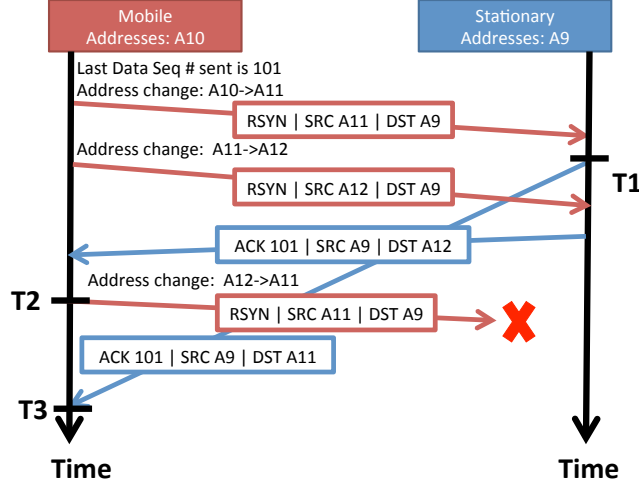 Mobile
Addresses: A10
Stationary
Addresses: A9
Last Data Seq # sent is 101
Address change: A10->A11
RSYN | SRC A11 | DST A9
Address change:  A11->A12
T1
RSYN | SRC A12 | DST A9
ACK 101 | SRC A9 | DST A12
Address change:  A12->A11
T2
RSYN | SRC A11 | DST A9
ACK 101 | SRC A9 | DST A11
T3
Time
Time